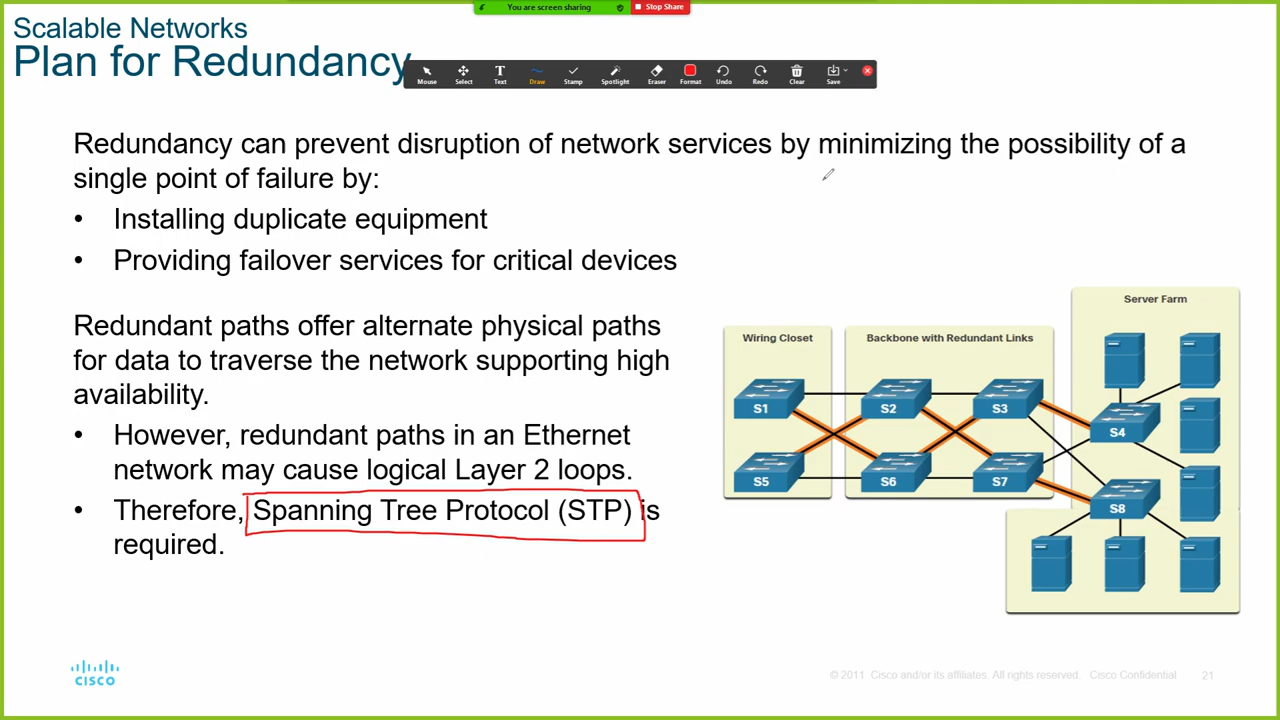 You are screen sharing
Stop Share
Scalable Networks
Plan for Redundancy
Mouse
Select
Text
Draw
Stamp
Spotlight
Eraser
Format
Undo
Redo
Clear
Save
Redundancy can prevent disruption of network services by minimizing the possibility of a
single point of failure by:
• Installing duplicate equipment
• Providing failover services for critical devices
Redundant paths offer alternate physical paths
for data to traverse the network supporting high
availability.
• However, redundant paths in an Ethernet
network may cause logical Layer 2 loops.
• Therefore, Spanning Tree Protocol (STP) is
required.
Server Farm
Wiring Closet
Backbone with Redundant Links
S1
S2
S3
S4
S5
S6
S7
S8
CISCO
© 2011 Cisco and/or its affiliates. All rights reserved. Cisco Confidential
21